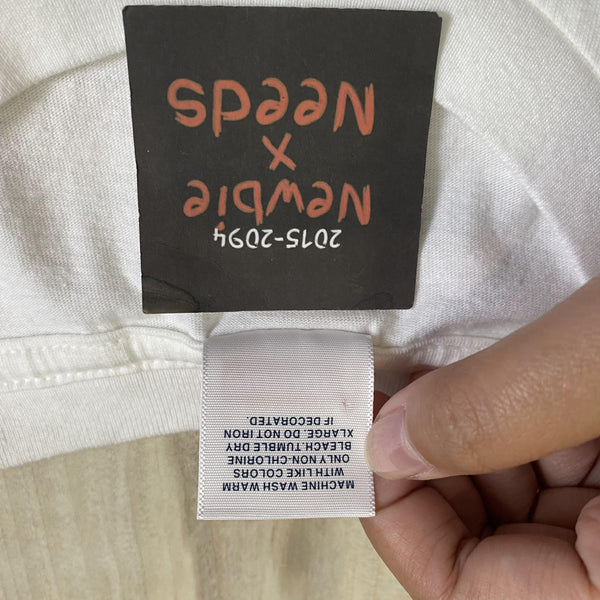 MACHINE WASH WARM
WITH LIKE COLORS
ONLY NON-CHLORINE
BLEACH.TUMBLE DRY
XLARGE. DO NOT IRON
IF DECORATED.
2015-2094
Newbie
x
Needs